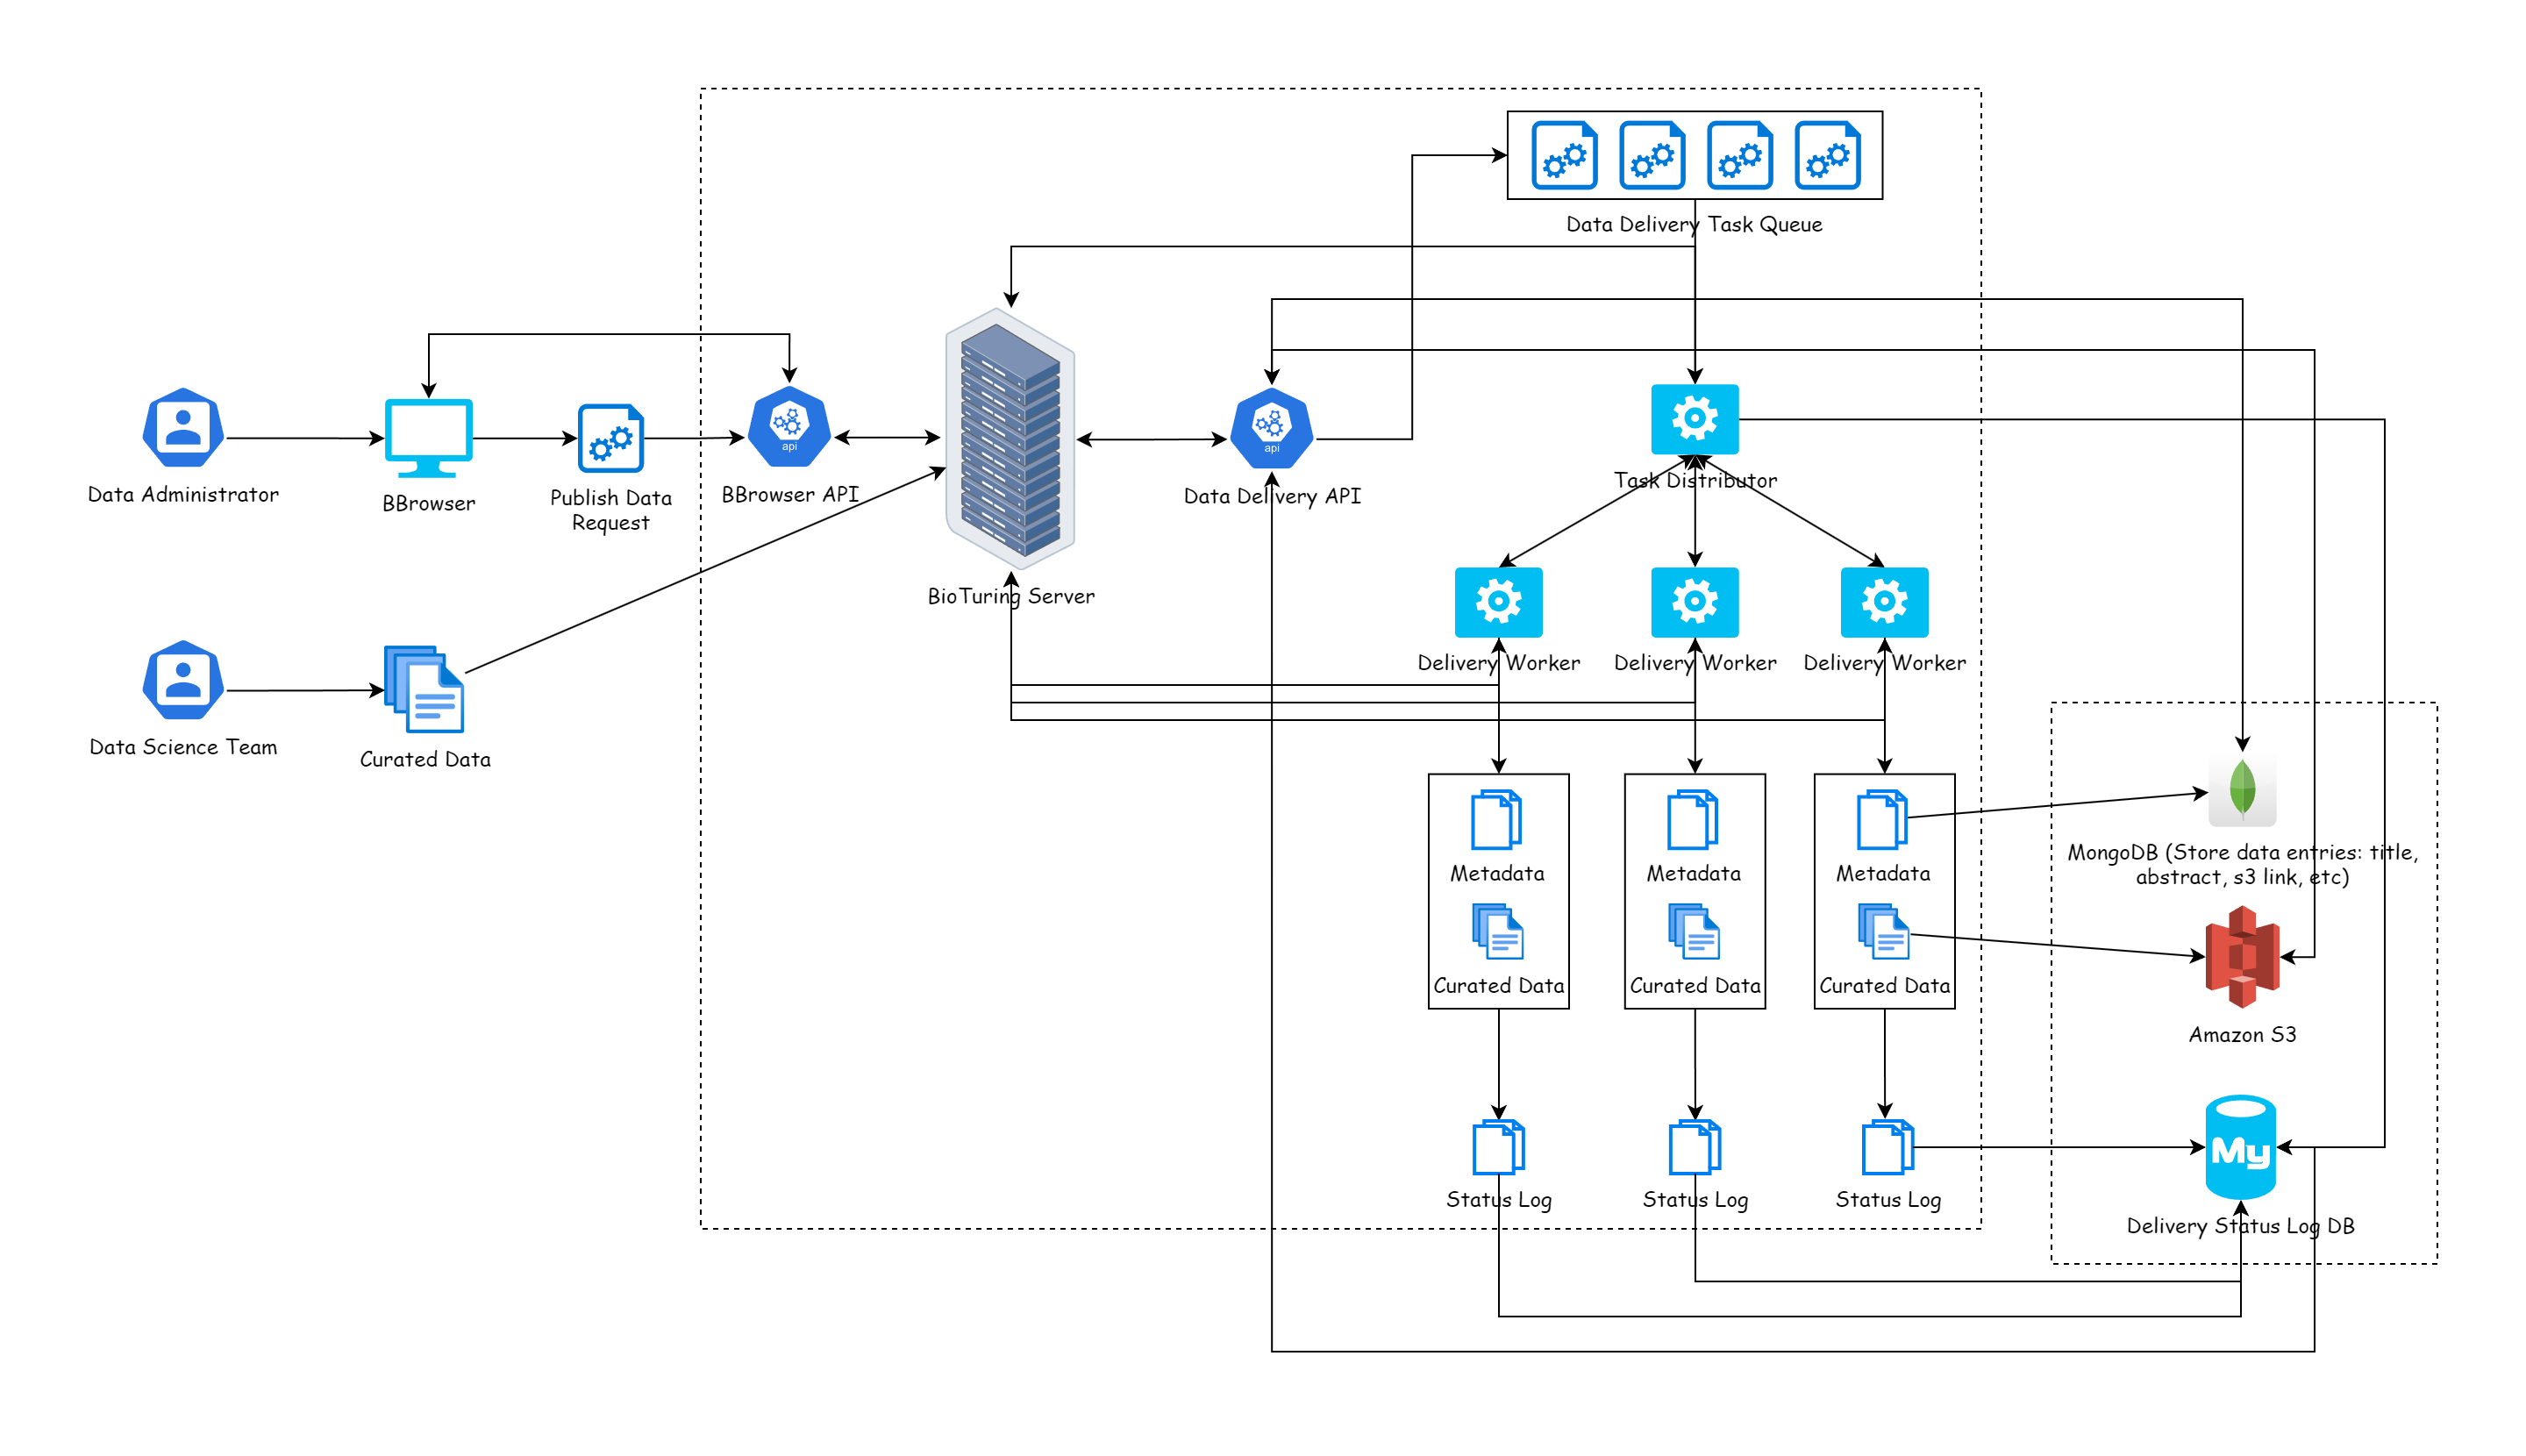 Data Delivery Task Queue
api
api
Data Administrator
BBrowser
Publish Data
Request
BBrowser API
BioTuring Server
Data Delivery API
Task Distributor
Delivery Worker
Delivery Worker
Delivery Worker
Data Science Team
Curated Data
Metadata
Metadata
Metadata
MongoDB (Store data entries: title,
abstract, s3 link, etc)
Curated Data
Curated Data
Curated Data
Amazon S3
My
Status Log
Status Log
Status Log
Delivery Status Log DB